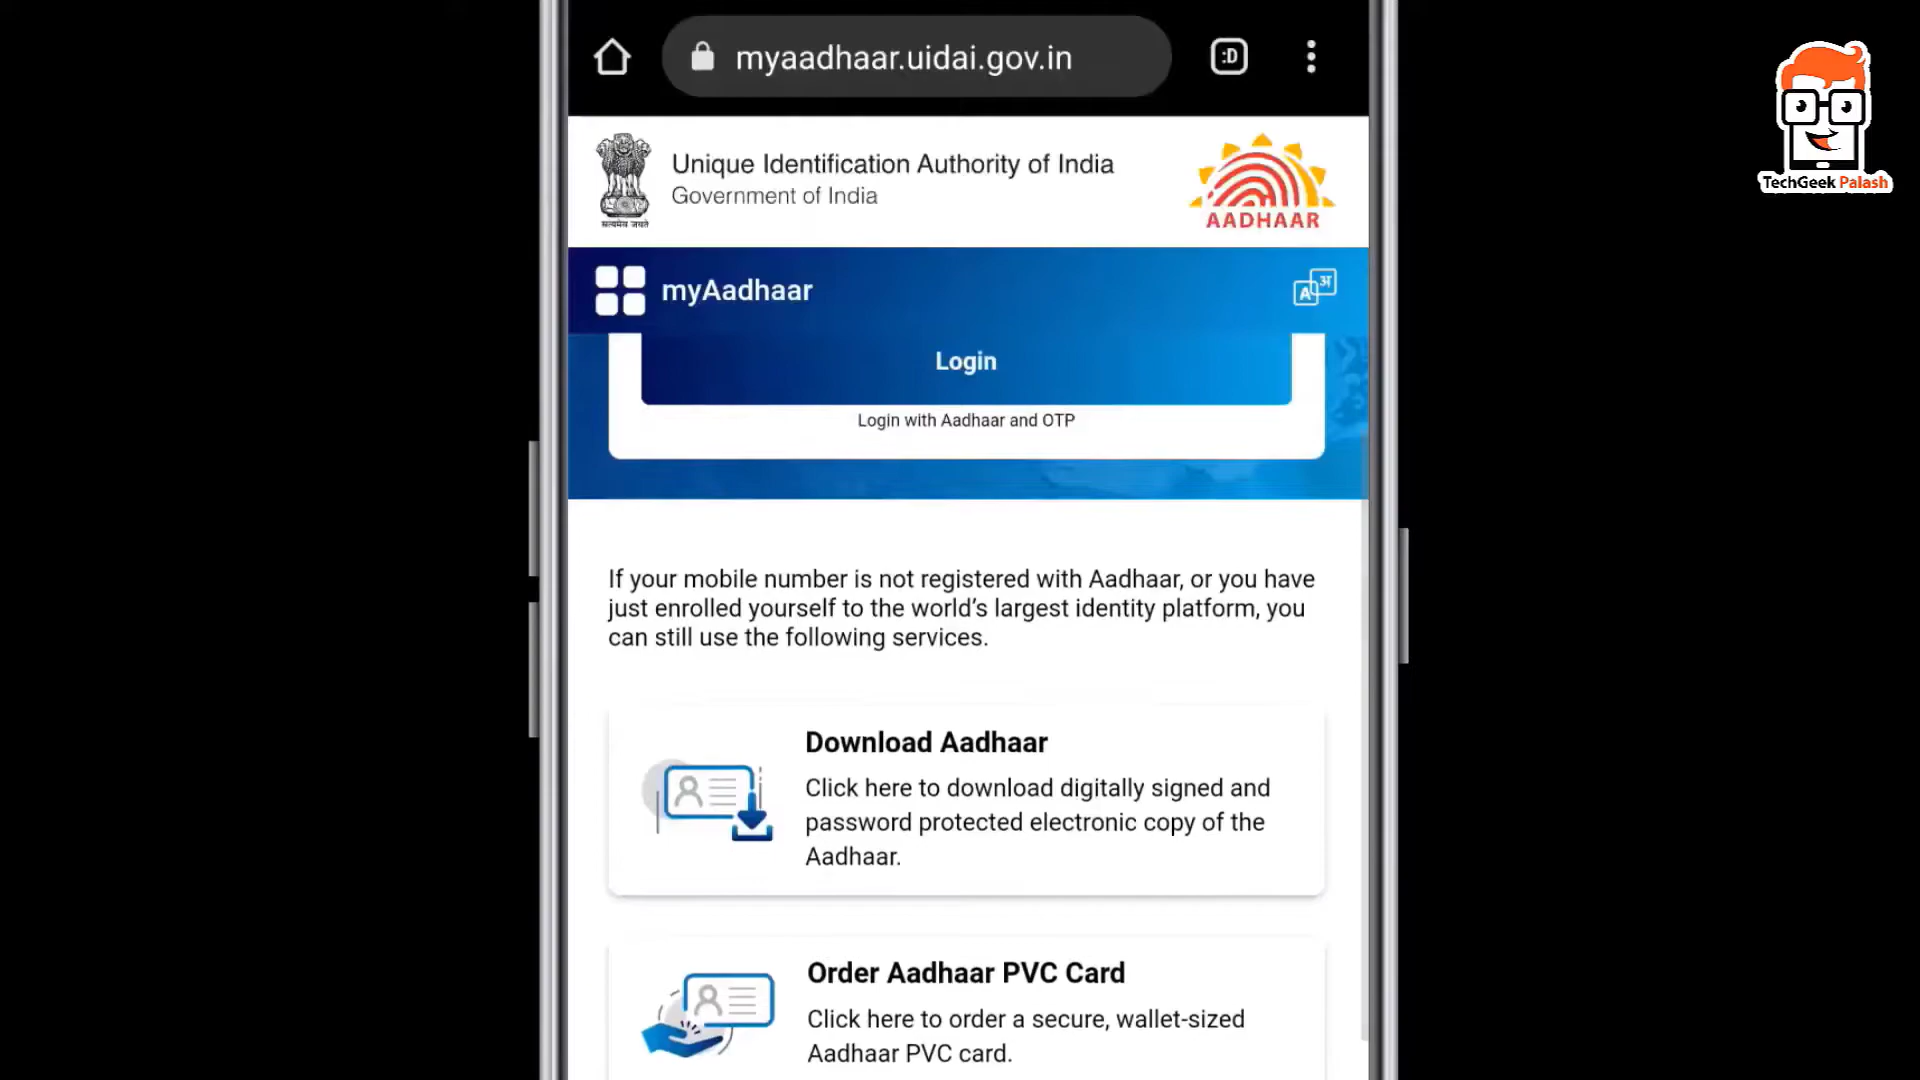 :D
myaadhaar.uidai.gov.in
TechGeek Palash
Unique Identification Authority of India
Government of India
सत्यमेव जयते
AADHAAR
myAadhaar
A अ
Login
Login with Aadhaar and OTP
If your mobile number is not registered with Aadhaar, or you have
just enrolled yourself to the world’s largest identity platform, you
can still use the following services.
Download Aadhaar
Click here to download digitally signed and
password protected electronic copy of the
Aadhaar.
Order Aadhaar PVC Card
Click here to order a secure, wallet-sized
Aadhaar PVC card.